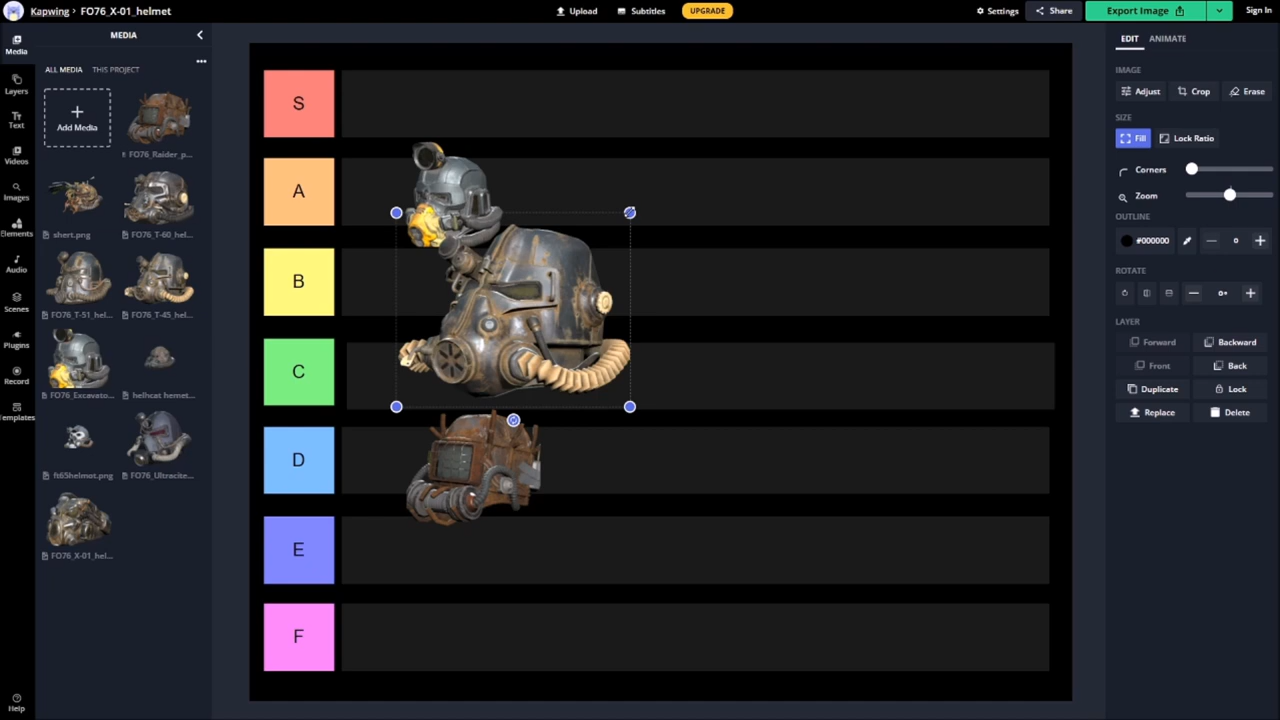 Kapwing > FO76_X-01_helmet
Upload
Subtitles
UPGRADE
Settings
Share
Export Image
Sign In
Media
Layers
Text
Videos
Images
Elements
Audio
Scenes
Plugins
Record
Templates
Help
MEDIA
ALL MEDIA
THIS PROJECT
Add Media
FO76_Raider_p...
shert.png
FO76_T-60_hel...
FO76_T-51_hel...
FO76_T-45_hel...
FO76_Excavato...
hellcat hemet...
ft65helmot.png
FO76_Ultracite...
FO76_X-01_hel...
S
A
B
C
D
E
F
EDIT
ANIMATE
IMAGE
Adjust
Crop
Erase
SIZE
Fill
Lock Ratio
Corners
Zoom
OUTLINE
#000000
ROTATE
LAYER
Forward
Backward
Front
Back
Duplicate
Lock
Replace
Delete